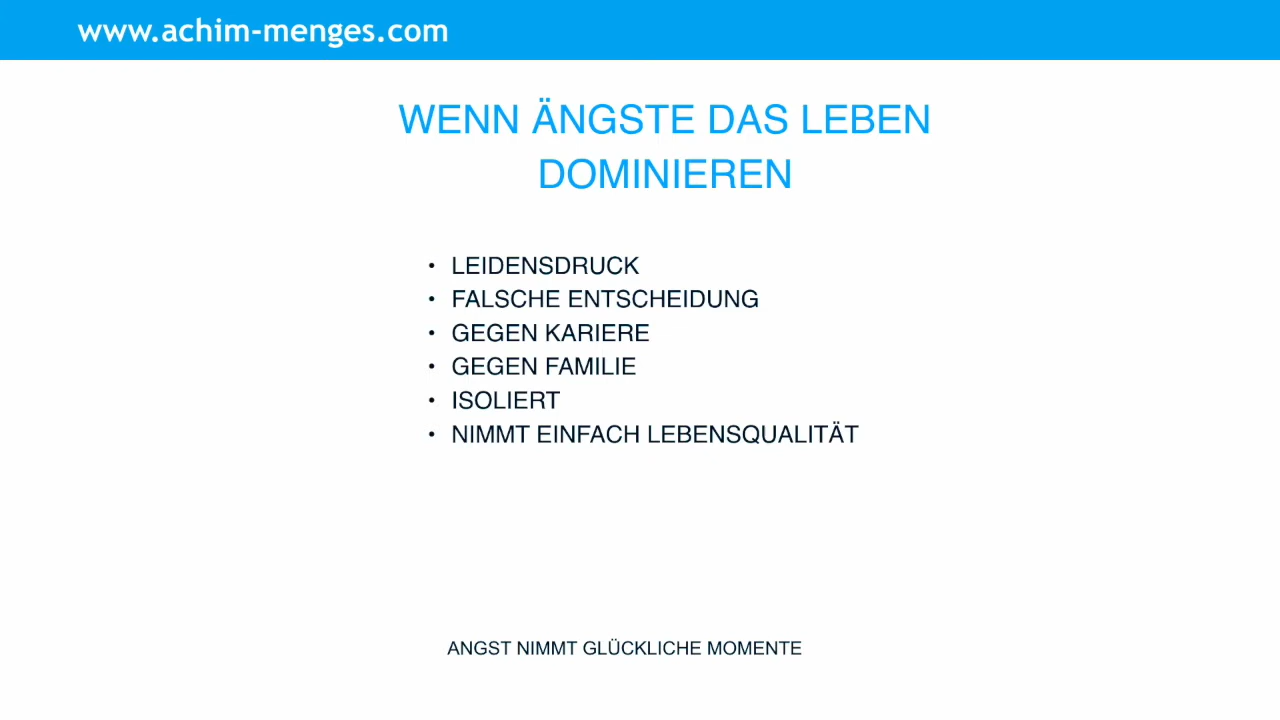 www.achim-menges.com
WENN ÄNGSTE DAS LEBEN
DOMINIEREN
• LEIDENSDRUCK
• FALSCHE ENTSCHEIDUNG
• GEGEN KARIERE
• GEGEN FAMILIE
• ISOLIERT
• NIMMT EINFACH LEBENSQUALITÄT
ANGST NIMMT GLÜCKLICHE MOMENTE